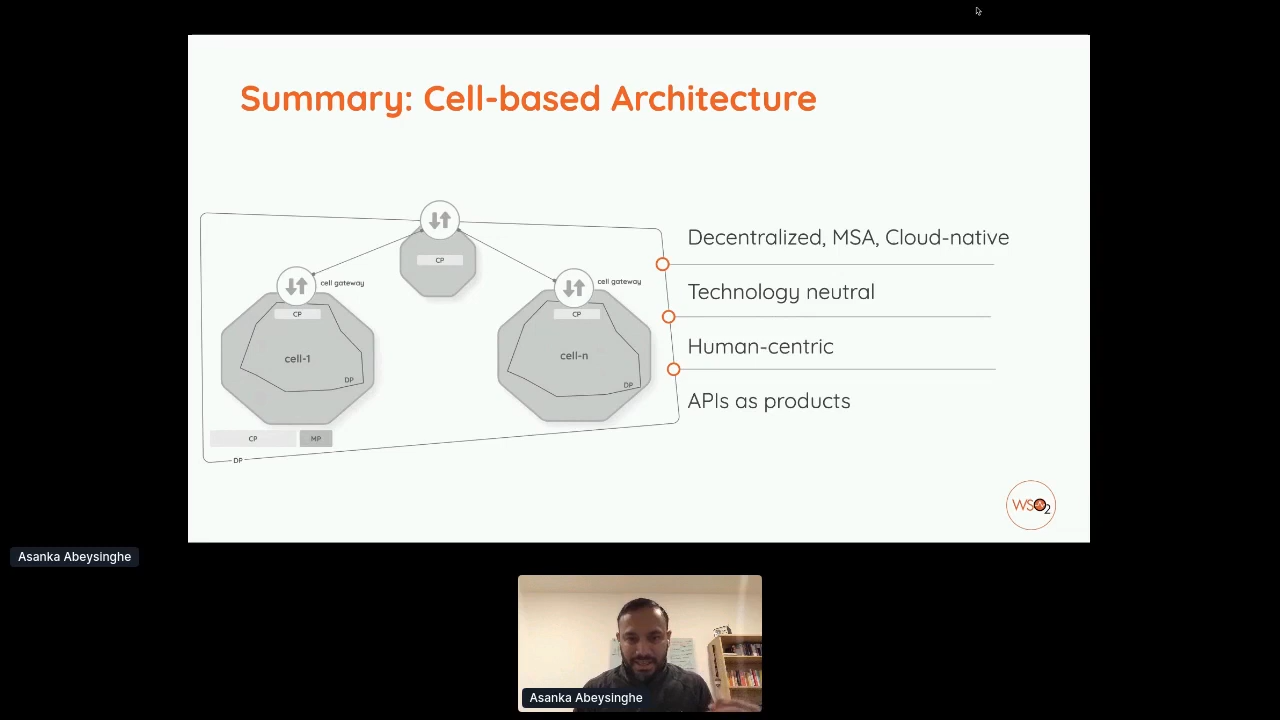 Summary: Cell-based Architecture
CP
cell gateway
CP
cell-1
DP
cell gateway
CP
cell-n
DP
CP
MP
DP
Decentralized, MSA, Cloud-native
Technology neutral
Human-centric
APIs as products
WSO2
Asanka Abeysinghe
Asanka Abeysinghe